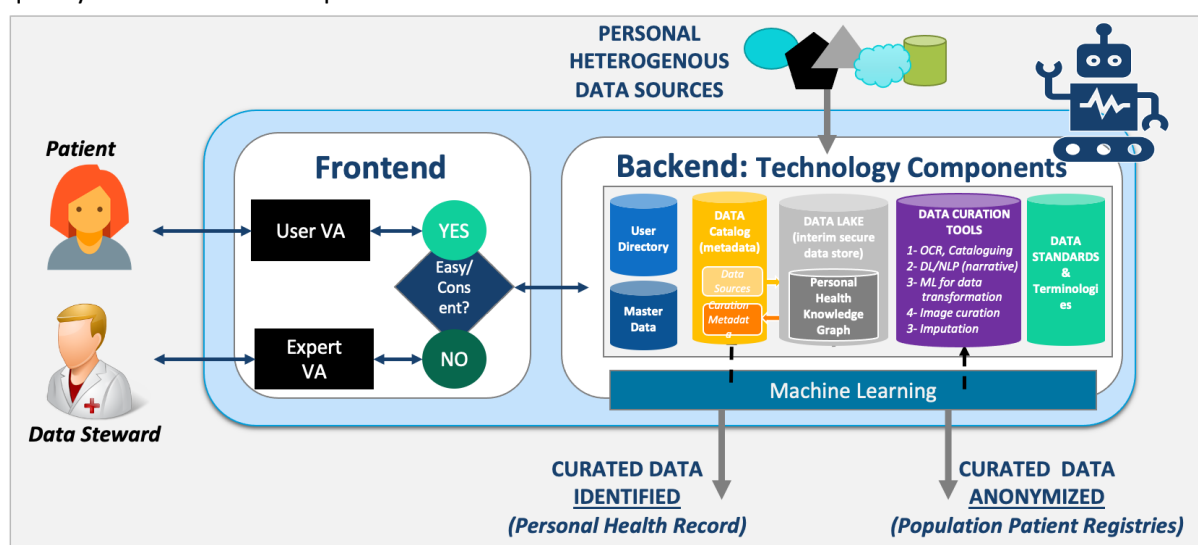 PERSONAL
HETEROGENOUS
DATA SOURCES
Patient
Data Steward
Frontend
User VA
YES
Easy/
Cons
ent?
Expert
VA
NO
Backend: Technology Components
User
Directory
Master
Data
DATA
Catalog
(metadata)
Data
Sources
Curation
Metadat
a
DATA LAKE
(interim secure
data store)
Personal
Health
Knowledge
Graph
DATA CURATION
TOOLS
1- OCR, Cataloguing
2- DL/NLP (narrative)
3- ML for data
transformation
4- Image curation
3- Imputation
DATA
STANDARDS
&
Terminologi
es
Machine Learning
CURATED DATA
IDENTIFIED
(Personal Health Record)
CURATED DATA
ANONYMIZED
(Population Patient Registries)